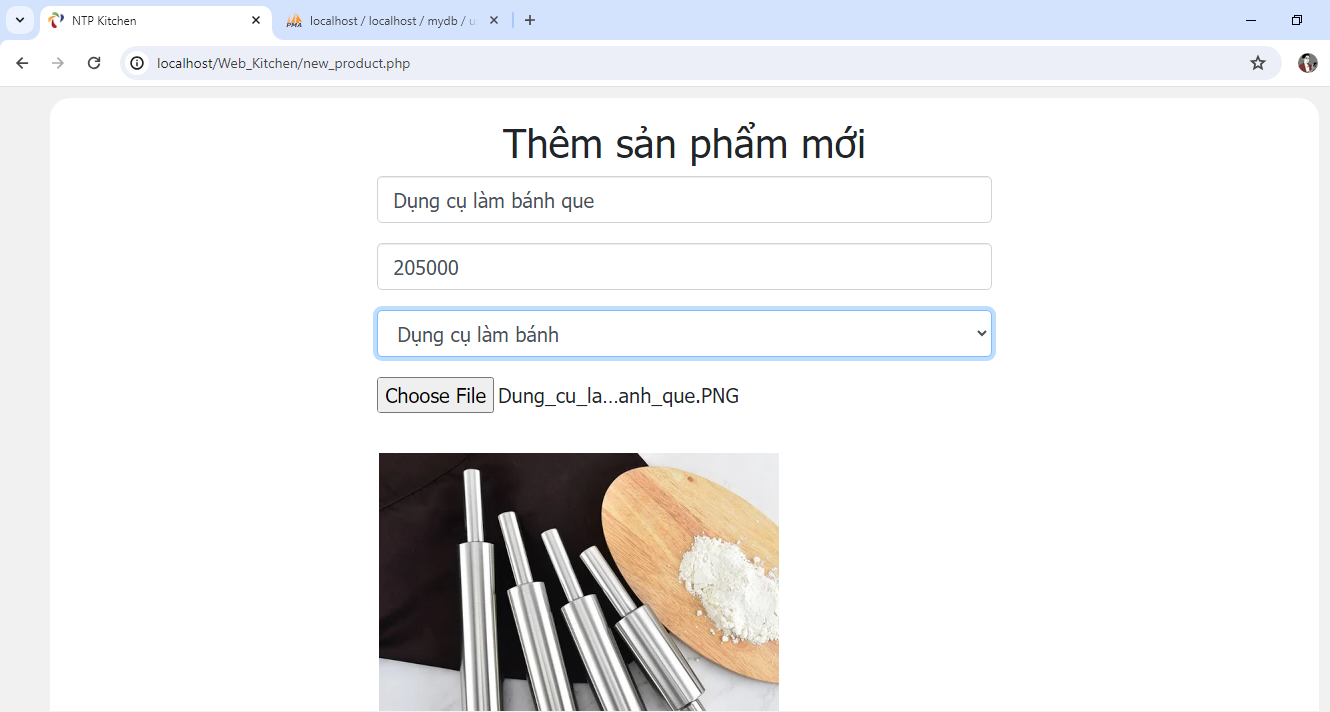 NTP Kitchen
localhost / localhost / mydb / u
localhost/Web_Kitchen/new_product.php
Thêm sản phẩm mới
Dụng cụ làm bánh que
205000
Dụng cụ làm bánh
Choose File Dung_cu_la...anh_que.PNG